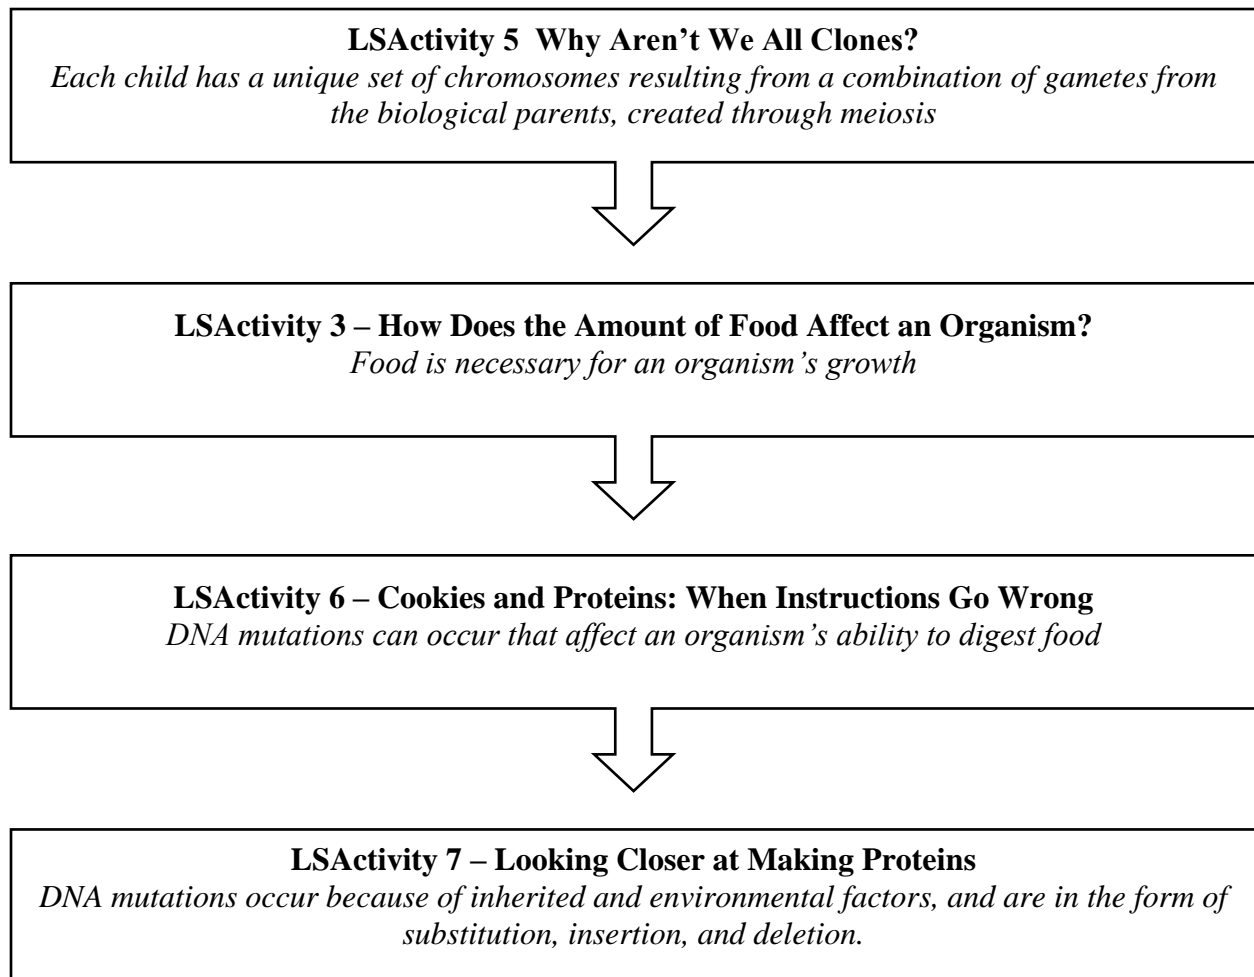 LSActivity 5  Why Aren’t We All Clones?
Each child has a unique set of chromosomes resulting from a combination of gametes from
the biological parents, created through meiosis
LSActivity 3 – How Does the Amount of Food Affect an Organism?
Food is necessary for an organism’s growth
LSActivity 6 – Cookies and Proteins: When Instructions Go Wrong
DNA mutations can occur that affect an organism’s ability to digest food
LSActivity 7 – Looking Closer at Making Proteins
DNA mutations occur because of inherited and environmental factors, and are in the form of
substitution, insertion, and deletion.